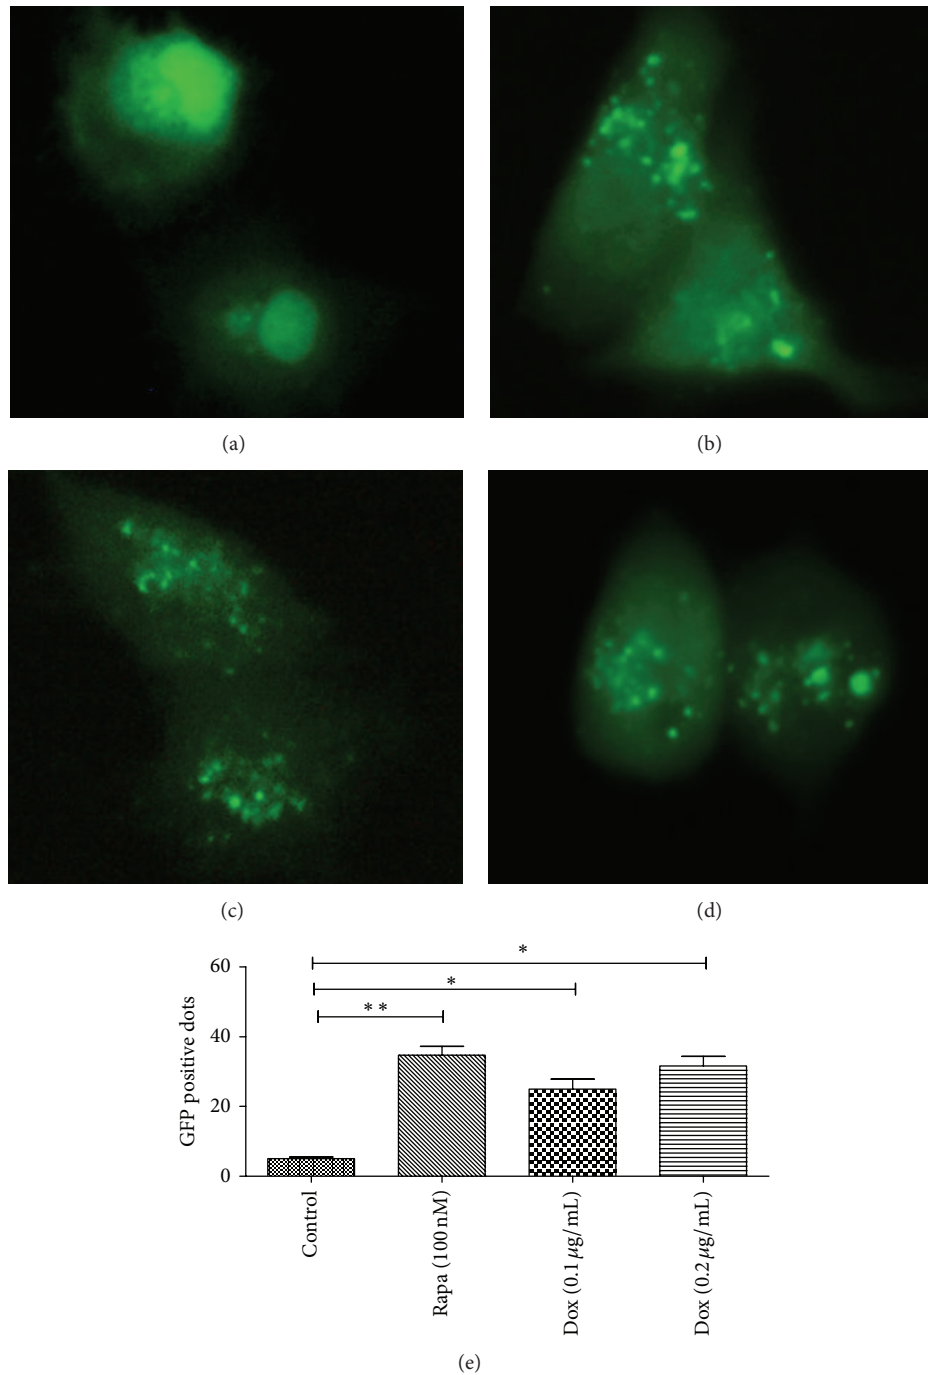 (a)
(b)
(c)
(d)
*
*
* *
60
40
20
0
GFP positive dots
Control
Rapa (100 nM)
Dox (0.1 μg/mL)
Dox (0.2 μg/mL)
(e)